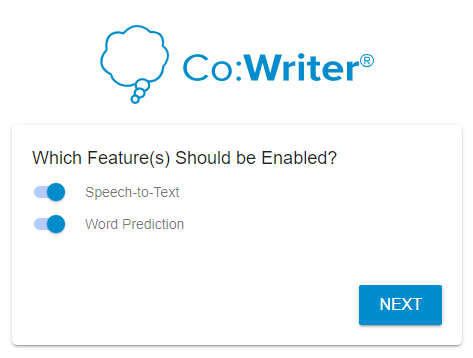 Co:Writer®
Which Feature(s) Should be Enabled?
Speech-to-Text
Word Prediction
NEXT